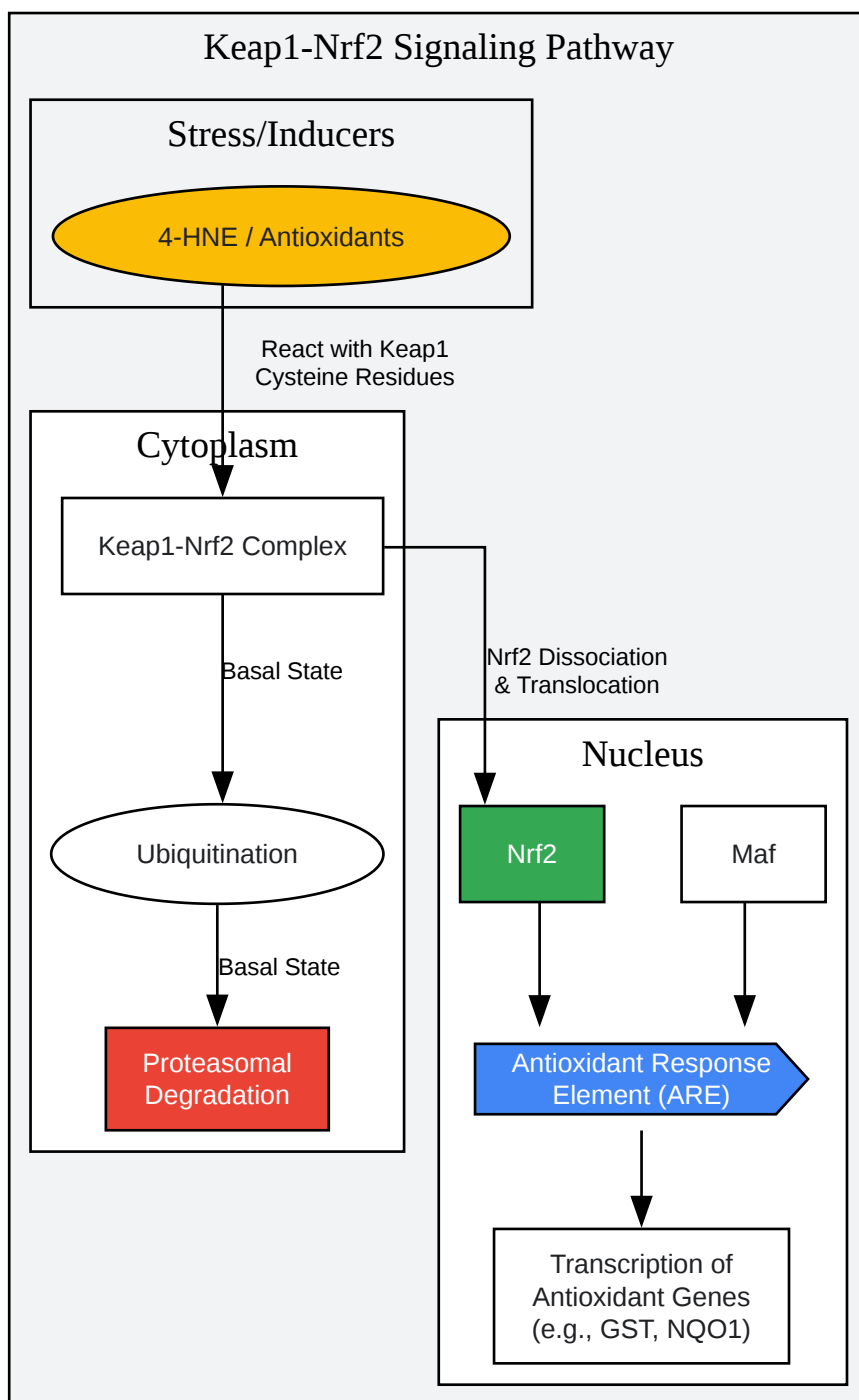 Keap1-Nrf2 Signaling Pathway
Stress/Inducers
4-HNE / Antioxidants
React with Keap1
Cysteine Residues
Cytoplasm
Keap1-Nrf2 Complex
Basal State
Nrf2 Dissociation
& Translocation
Nucleus
Ubiquitination
Nrf2
Maf
Basal State
Proteasomal
Degradation
Antioxidant Response
Element (ARE)
Transcription of
Antioxidant Genes
(e.g., GST, NQO1)